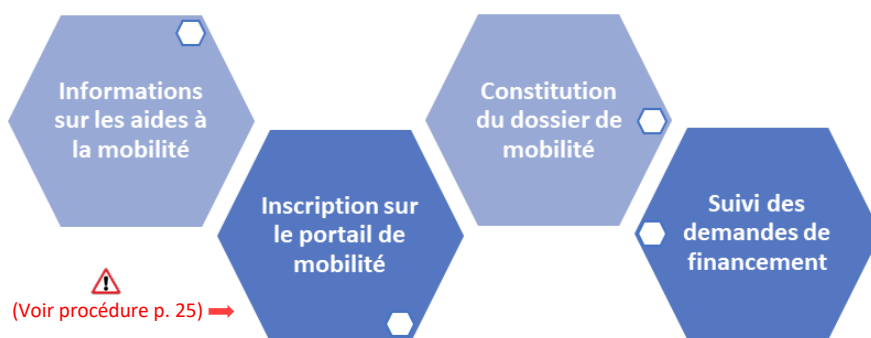 Informations
sur les aides à
la mobilité
Inscription sur
le portail de
mobilité
(Voir procédure p. 25)
Constitution
du dossier de
mobilité
Suivi des
demandes de
financement